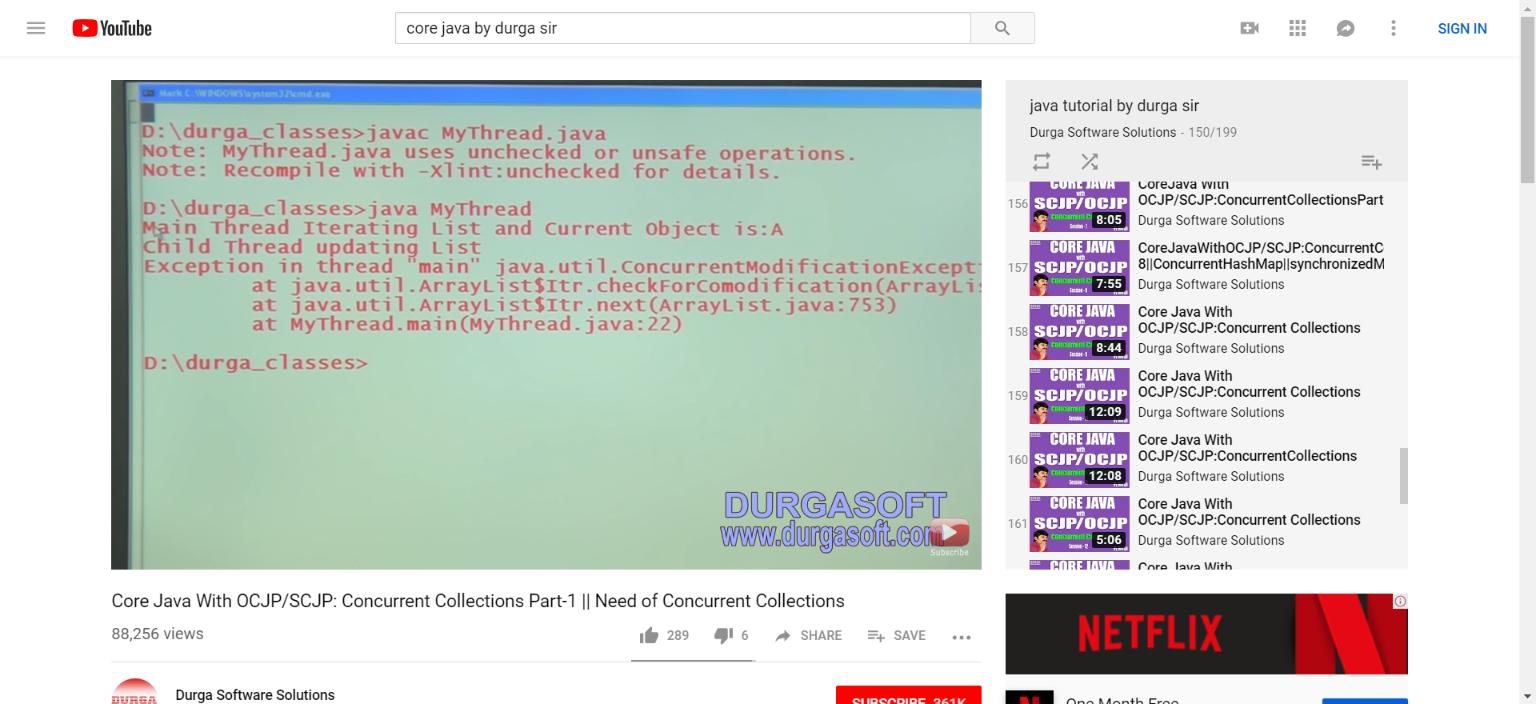 YouTube
core java by durga sir
SIGN IN
Mark C:\WINDOWS\system32\cmd.exe
D:\durga_classes>javac MyThread.java
Note: MyThread.java uses unchecked or unsafe operations.
Note: Recompile with -Xlint:unchecked for details.
D:\durga_classes>java MyThread
Main Thread Iterating List and Current Object is:A
Child Thread updating List
Exception in thread "main" java.util.ConcurrentModificationExcept
at java.util.ArrayList$Itr.checkForComodification(ArrayLis
at java.util.ArrayList$Itr.next(ArrayList.java:753)
at MyThread.main(MyThread.java:22)
D:\durga_classes>
DURGASOFT
www.durgasoft.com
Subscribe
Core Java With OCJP/SCJP: Concurrent Collections Part-1 || Need of Concurrent Collections
88,256 views
289
6
SHARE
SAVE
Durga Software Solutions
SUBSCRIBE 361K
java tutorial by durga sir
Durga Software Solutions - 150/199
156
CORE JAVA
with
SCJP/OCJP
8:05
CoreJava With
OCJP/SCJP:ConcurrentCollectionsPart
Durga Software Solutions
157
CORE JAVA
with
SCJP/OCJP
7:55
CoreJavaWithOCJP/SCJP:ConcurrentC
8||ConcurrentHashMap||synchronizedM
Durga Software Solutions
158
CORE JAVA
with
SCJP/OCJP
8:44
Core Java With
OCJP/SCJP:Concurrent Collections
Durga Software Solutions
159
CORE JAVA
with
SCJP/OCJP
12:09
Core Java With
OCJP/SCJP:Concurrent Collections
Durga Software Solutions
160
CORE JAVA
with
SCJP/OCJP
12:08
Core Java With
OCJP/SCJP:ConcurrentCollections
Durga Software Solutions
161
CORE JAVA
with
SCJP/OCJP
5:06
Core Java With
OCJP/SCJP:Concurrent Collections
Durga Software Solutions
CORE JAVA
Core Java With
NETFLIX
One Month Free